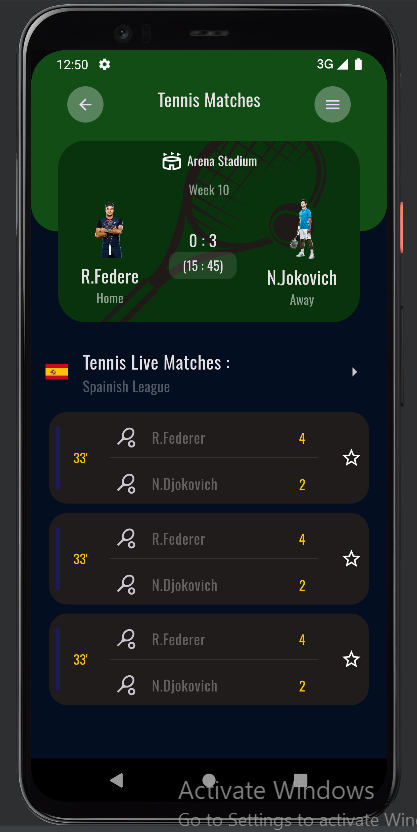 12:50 3G
Tennis Matches
Arena Stadium
Week 10
0 : 3
(15 : 45)
R.Federe
Home
N.Jokovich
Away
Tennis Live Matches :
Spainish League
33'
R.Federer 4
N.Djokovich 2
33'
R.Federer 4
N.Djokovich 2
33'
R.Federer 4
N.Djokovich 2
Activate Windows
Go to Settings to activate Win